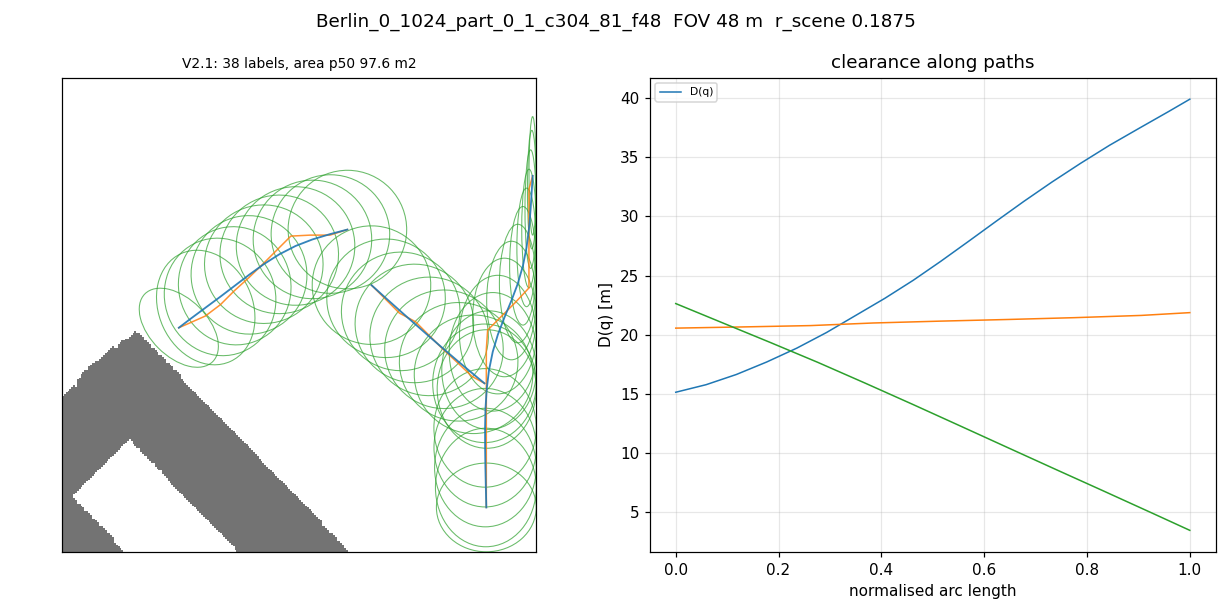 Berlin_0_1024_part_0_1_c304_81_f48  FOV 48 m  r_scene 0.1875
V2.1: 38 labels, area p50 97.6 m2
clearance along paths
D(q)
40
35
30
25
20
15
10
5
D(q) [m]
0.0 0.2 0.4 0.6 0.8 1.0
normalised arc length